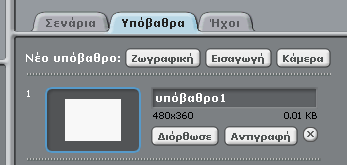 Σενάρια Υπόβαθρα Ήχοι
Νέο υπόβαθρο: Ζωγραφική Εισαγωγή Κάμερα
1
υπόβαθρο1
480x360 0.01 KB
Διόρθωσε Αντιγραφή